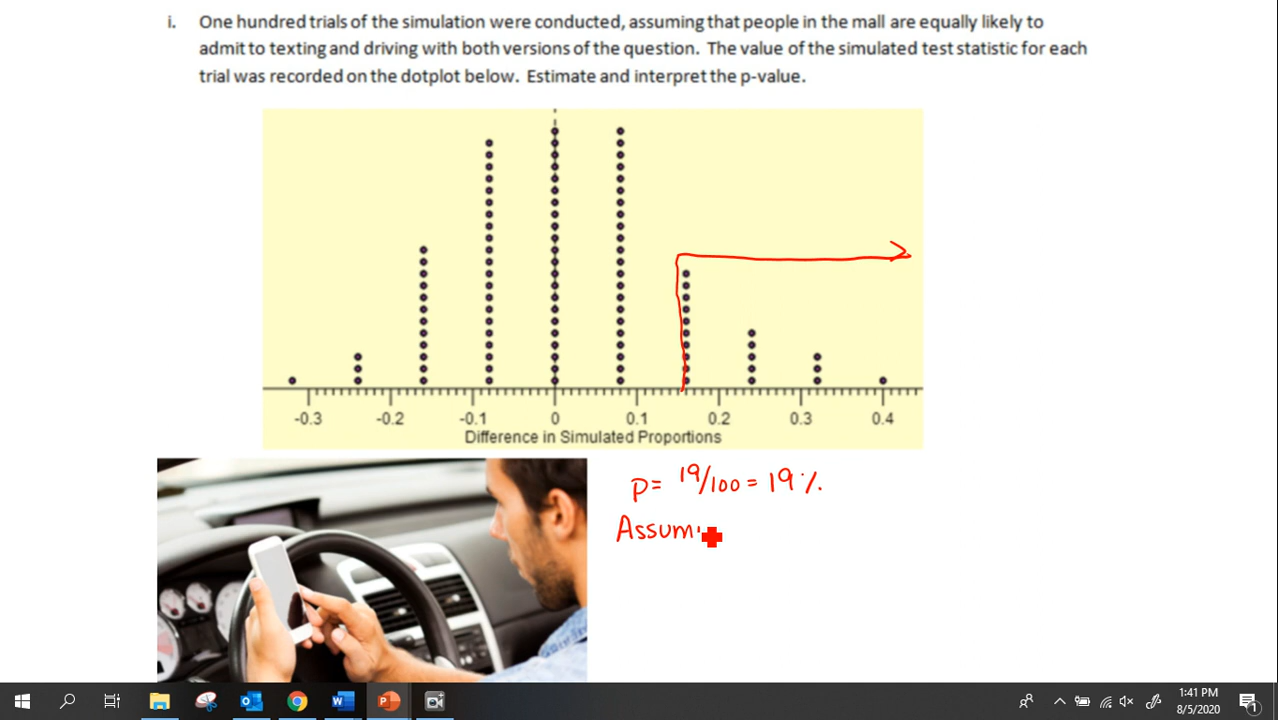 i. One hundred trials of the simulation were conducted, assuming that people in the mall are equally likely to
admit to texting and driving with both versions of the question. The value of the simulated test statistic for each
trial was recorded on the dotplot below. Estimate and interpret the p-value.
-0.3 -0.2 -0.1 0 0.1 0.2 0.3 0.4
Difference in Simulated Proportions
P= 19/100 = 19%
Assum
1:41 PM
8/5/2020
1